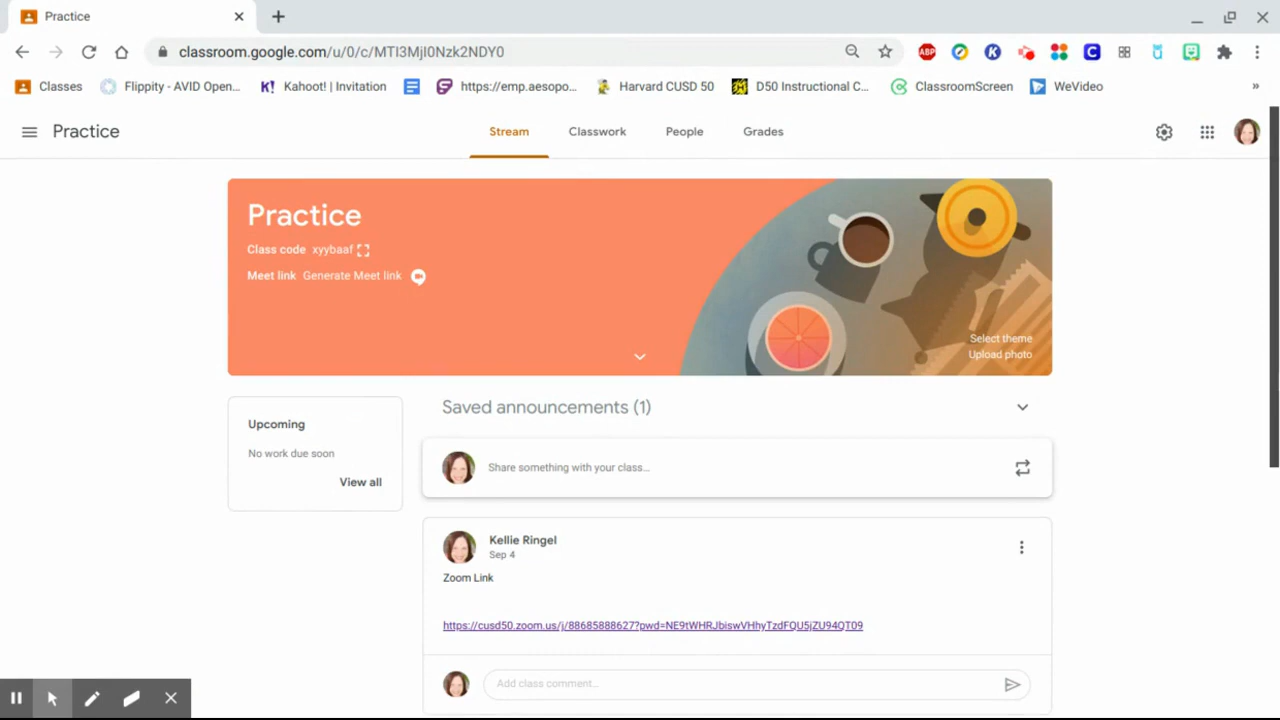 Practice
classroom.google.com/u/0/c/MTI3MjI0Nzk2NDY0
ABP
K
C
Classes
Flippity - AVID Open...
K! Kahoot! | Invitation
https://emp.aesopo...
Harvard CUSD 50
D50 Instructional C...
ClassroomScreen
WeVideo
»
Practice
Stream
Classwork
People
Grades
Practice
Class code xyybaaf
Meet link Generate Meet link
Select theme
Upload photo
Upcoming
No work due soon
View all
Saved announcements (1)
Share something with your class...
Kellie Ringel
Sep 4
Zoom Link
https://cusd50.zoom.us/j/88685888627?pwd=NE9tWHRJbiswVHhyTzdFQU5jZU94QT09
Add class comment...